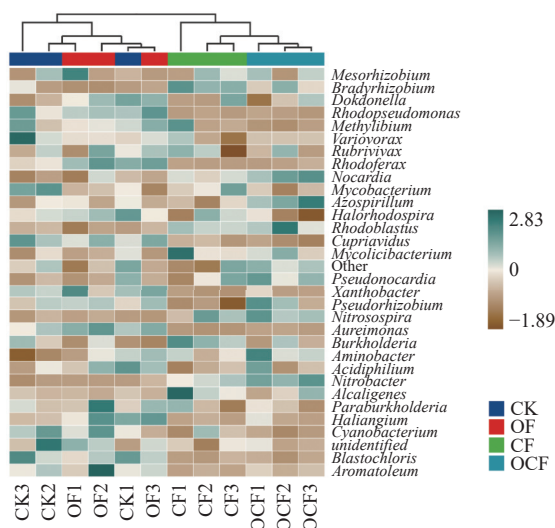 Mesorhizobium
Bradyrhizobium
Dokdonella
Rhodopseudomonas
Methylibium
Variovorax
Rubrivivax
Rhodoferax
Nocardia
Mycobacterium
Azospirillum
Halorhodospira
Rhodoblastus
Cupriavidus
Mycolicibacterium
Other
Pseudonocardia
Xanthobacter
Pseudorhizobium
Nitrosospira
Aureimonas
Burkholderia
Aminobacter
Acidiphilium
Nitrobacter
Alcaligenes
Paraburkholderia
Haliangium
Cyanobacterium
unidentified
Blastochloris
Aromatoleum
2.83
0
−1.89
CK
OF
CF
OCF
CK3 CK2 OF1 OF2 CK1 OF3 CF1 CF2 CF3 OCF1 OCF2 OCF3